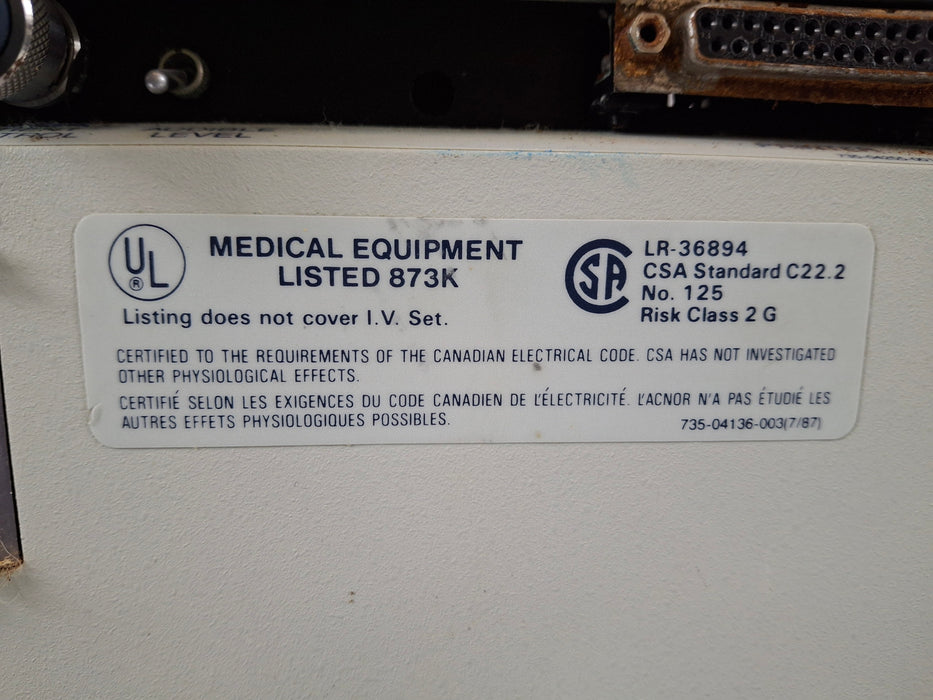 LEVEL
UL
®
MEDICAL EQUIPMENT
LISTED 873K
Listing does not cover I.V. Set.
CSA
LR-36894
CSA Standard C22.2
No. 125
Risk Class 2 G
CERTIFIED TO THE REQUIREMENTS OF THE CANADIAN ELECTRICAL CODE. CSA HAS NOT INVESTIGATED
OTHER PHYSIOLOGICAL EFFECTS.
CERTIFIÉ SELON LES EXIGENCES DU CODE CANADIEN DE L'ÉLECTRICITÉ. L'ACNOR N'A PAS ÉTUDIÉ LES
AUTRES EFFETS PHYSIOLOGIQUES POSSIBLES.
735-04136-003(7/87)